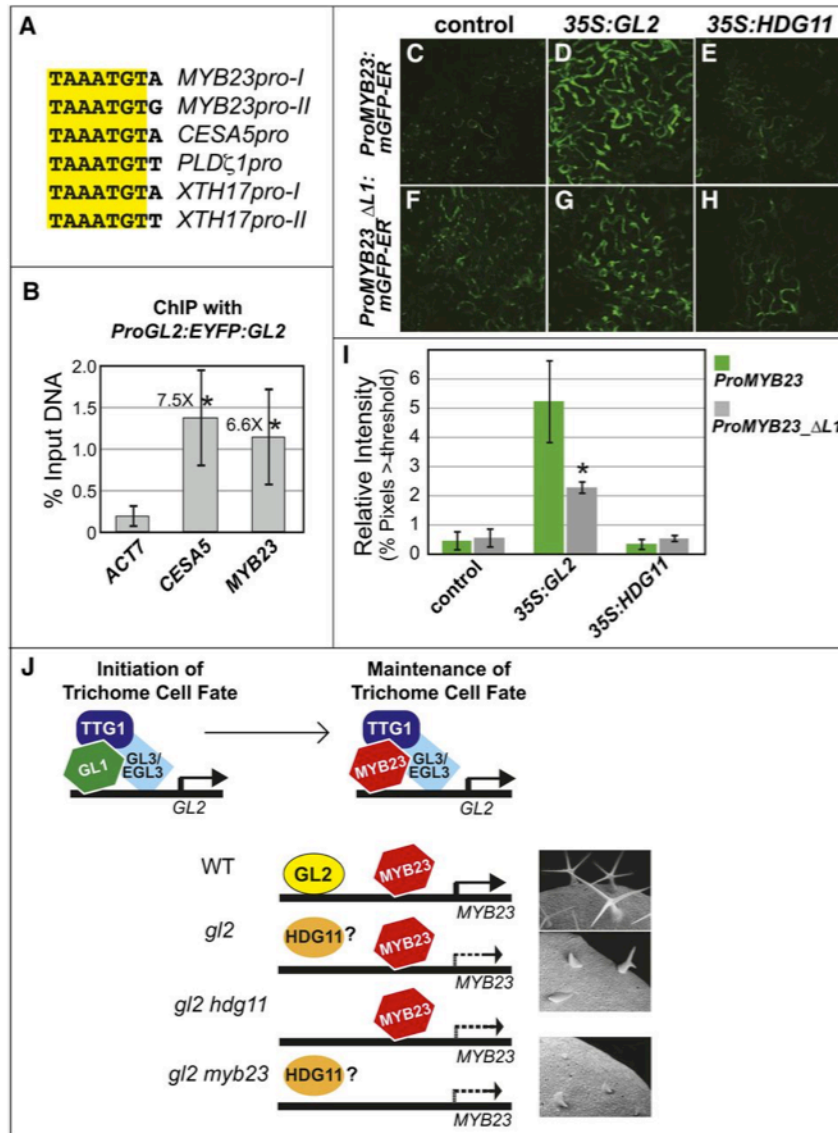 A
TAAATGTA MYB23pro-I
TAAATGTG MYB23pro-II
TAAATGTA CESA5pro
TAAATGTT PLDζ1pro
TAAATGTA XTH17pro-I
TAAATGTT XTH17pro-II
B
ChIP with
ProGL2:EYFP:GL2
% Input DNA
2.0
1.5
1.0
0.5
0
7.5X *
6.6X *
ACT7
CESA5
MYB23
control
35S:GL2
35S:HDG11
ProMYB23:
mGFP-ER
C
D
E
ProMYB23_ΔL1:
mGFP-ER
F
G
H
I
Relative Intensity
(% Pixels > threshold)
6
5
4
3
2
1
0
*
control
35S:GL2
35S:HDG11
ProMYB23
ProMYB23_ΔL1
J
Initiation of
Trichome Cell Fate
TTG1
GL1
GL3/
EGL3
GL2
Maintenance of
Trichome Cell Fate
TTG1
MYB23
GL3/
EGL3
GL2
WT
GL2
MYB23
MYB23
gl2
HDG11 ?
MYB23
MYB23
gl2 hdg11
MYB23
MYB23
gl2 myb23
HDG11 ?
MYB23